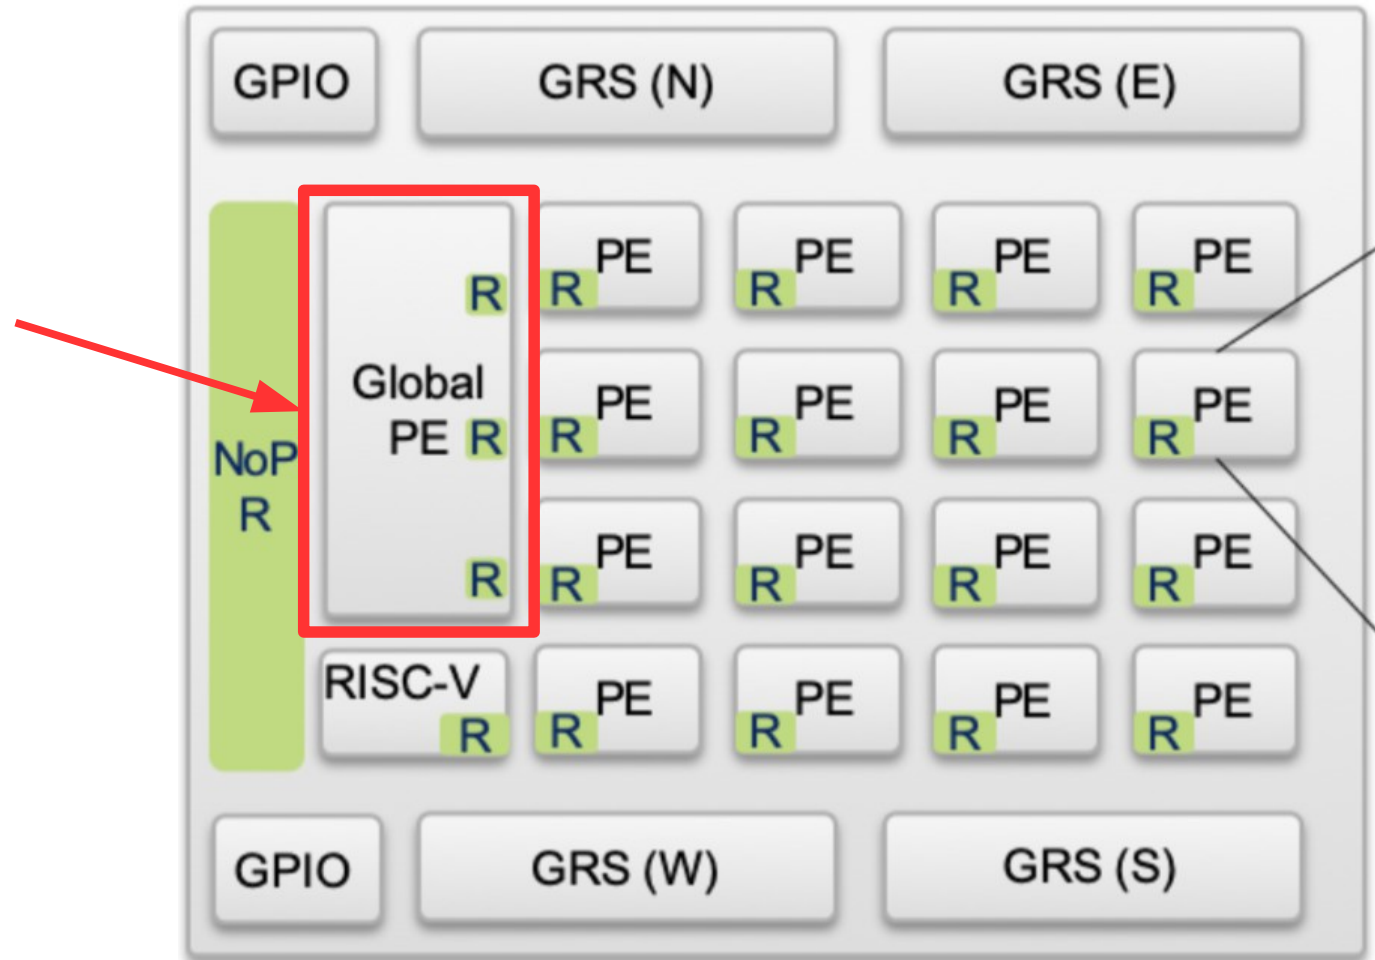 GPIO GRS (N) GRS (E)
PE PE PE PE
R R R R R
Global PE PE PE PE
PE R R R R R
NoP
R
PE PE PE PE
R R R R R
RISC-V PE PE PE PE
R R R R R
GPIO GRS (W) GRS (S)